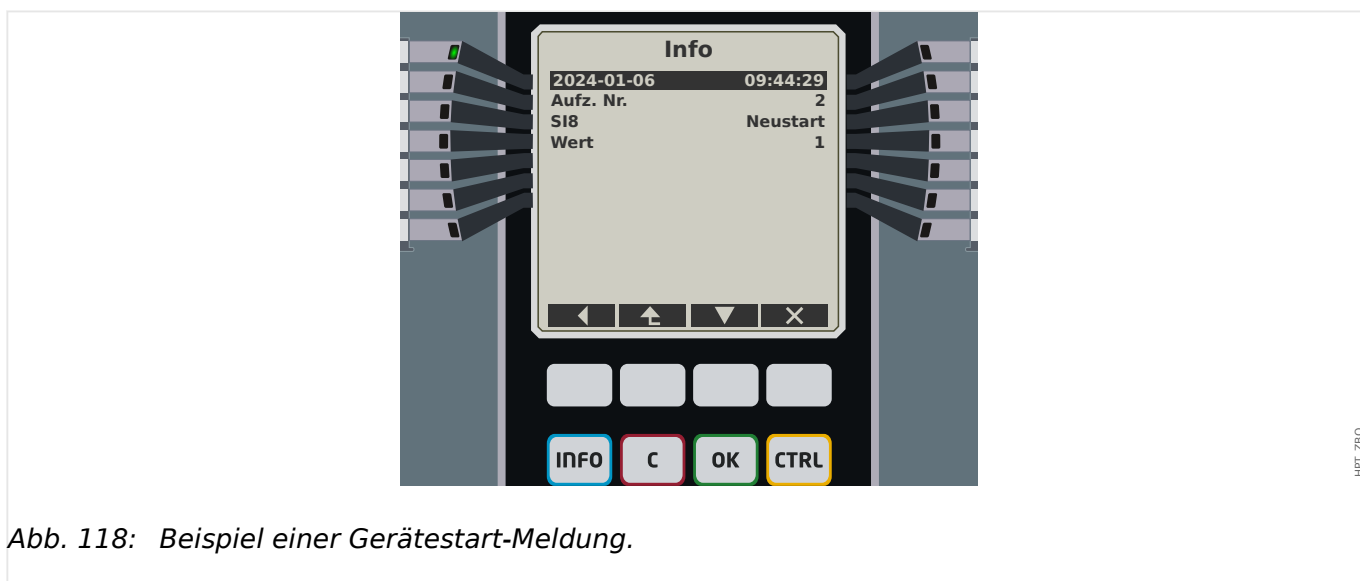 Info
2024-01-06 09:44:29
Aufz. Nr. 2
SI8 Neustart
Wert 1
INFO C OK CTRL
HPT_ZBO
Abb. 118: Beispiel einer Gerätestart-Meldung.